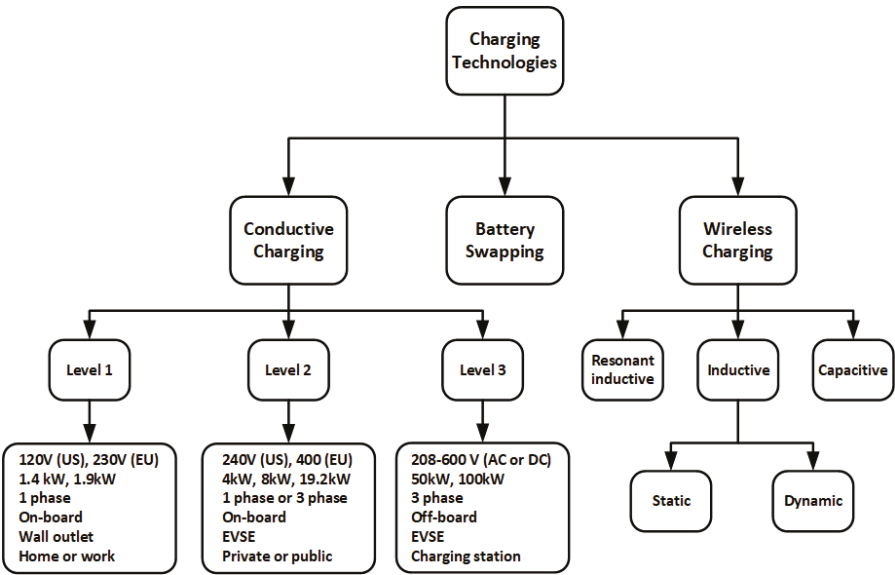 Charging
Technologies
Conductive
Charging
Battery
Swapping
Wireless
Charging
Level 1
Level 2
Level 3
Resonant
inductive
Inductive
Capacitive
120V (US), 230V (EU)
1.4 kW, 1.9kW
1 phase
On-board
Wall outlet
Home or work
240V (US), 400 (EU)
4kW, 8kW, 19.2kW
1 phase or 3 phase
On-board
EVSE
Private or public
208-600 V (AC or DC)
50kW, 100kW
3 phase
Off-board
EVSE
Charging station
Static
Dynamic